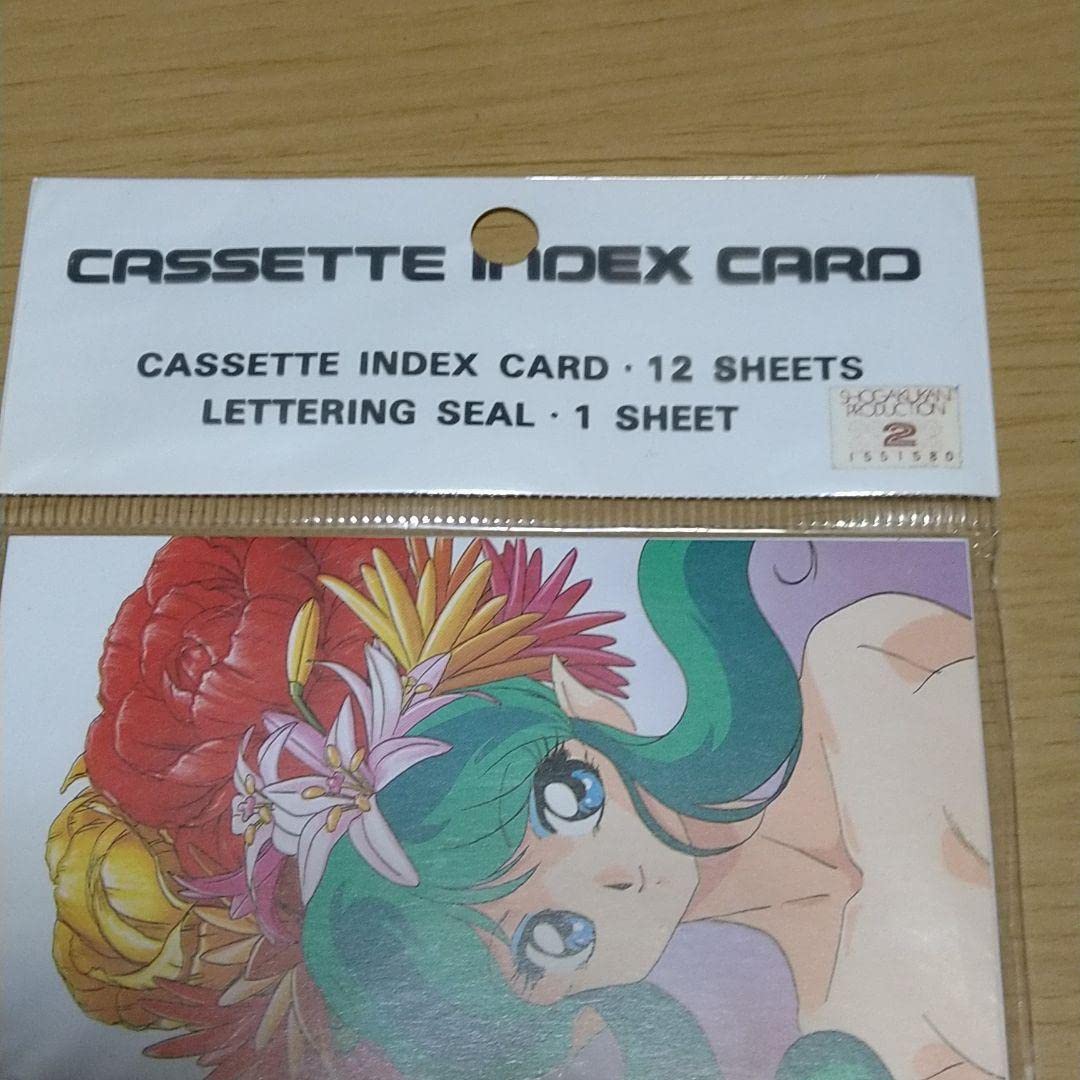 CASSETTE INDEX CARD
CASSETTE INDEX CARD · 12 SHEETS
LETTERING SEAL · 1 SHEET
SHOGAKUKAN
PRODUCTION
2
1551580